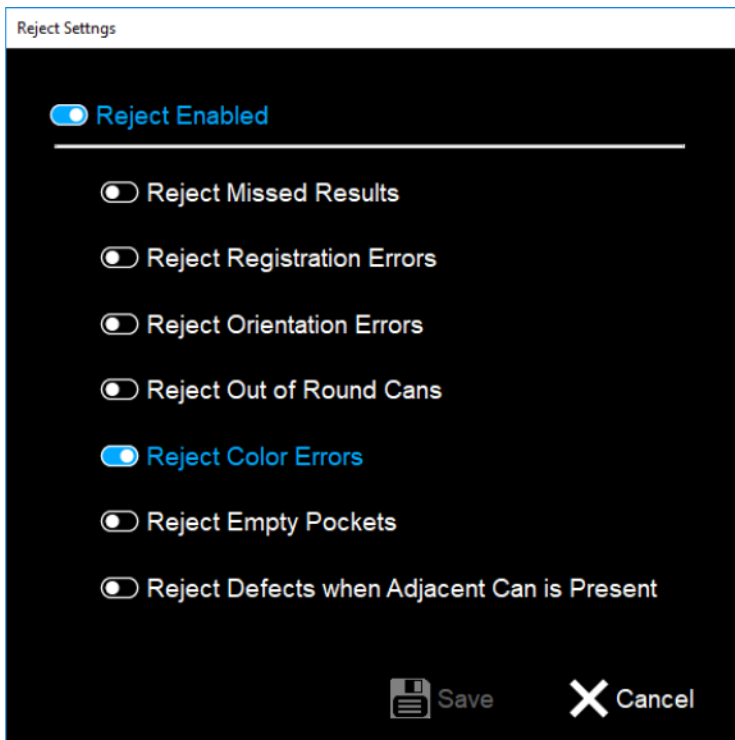 Reject Settngs
Reject Enabled
Reject Missed Results
Reject Registration Errors
Reject Orientation Errors
Reject Out of Round Cans
Reject Color Errors
Reject Empty Pockets
Reject Defects when Adjacent Can is Present
Save Cancel